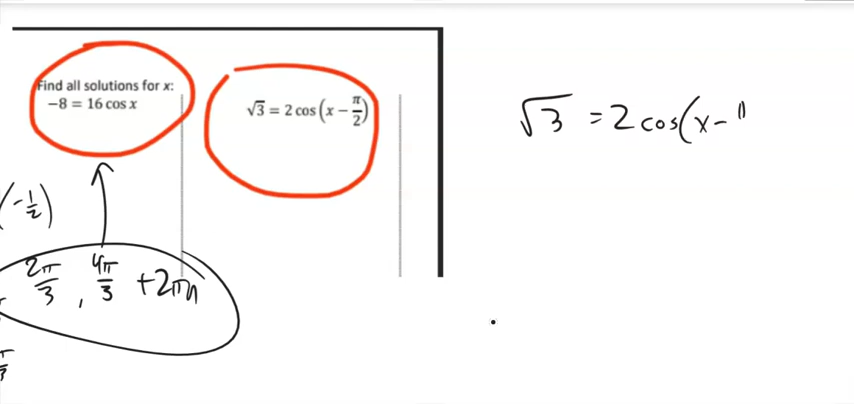 Find all solutions for x:
−8 = 16 cos x
√3 = 2 cos(x − π/2)
√3 = 2 cos(x −
(-1/2)
2π/3 , 4π/3 + 2πn